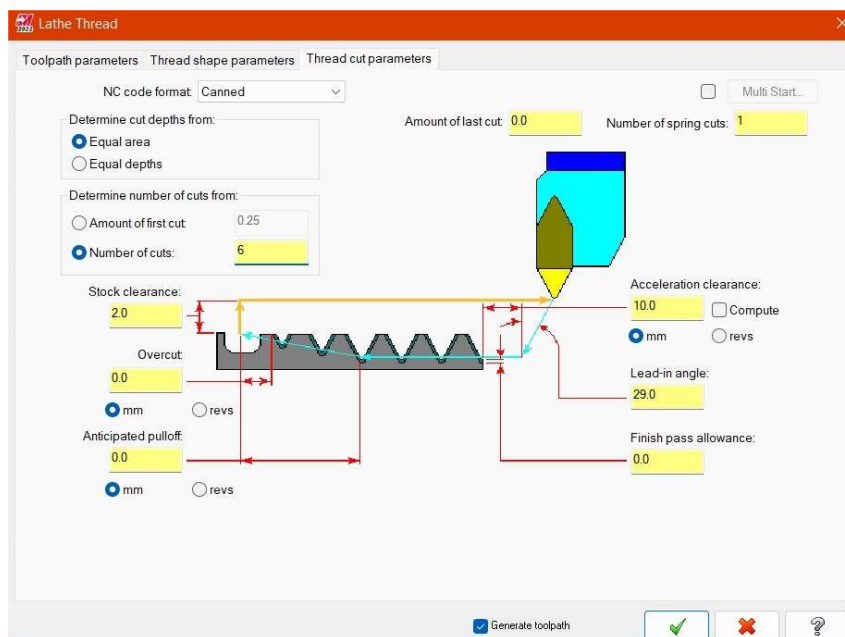 Lathe Thread
Toolpath parameters Thread shape parameters Thread cut parameters
NC code format: Canned
Multi Start...
Determine cut depths from:
Equal area
Equal depths
Amount of last cut: 0.0
Number of spring cuts: 1
Determine number of cuts from:
Amount of first cut: 0.25
Number of cuts: 6
Stock clearance:
2.0
Overcut:
0.0
mm revs
Anticipated pulloff:
0.0
mm revs
Acceleration clearance:
10.0 Compute
mm revs
Lead-in angle:
29.0
Finish pass allowance:
0.0
Generate toolpath
?